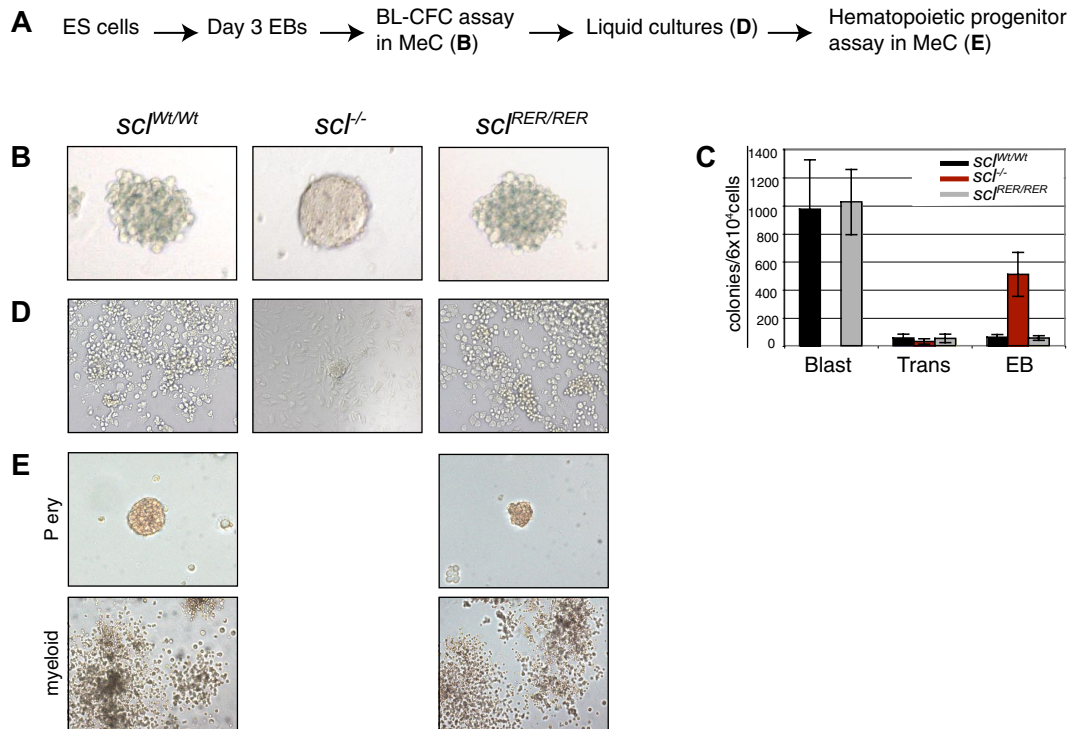 A
ES cells → Day 3 EBs → BL-CFC assay in MeC (B) → Liquid cultures (D) → Hematopoietic progenitor assay in MeC (E)
scl^Wt/Wt
scl^-/-
scl^RER/RER
B
C
1400
1200
1000
800
600
400
200
0
colonies/6x10^4cells
scl^Wt/Wt
scl^-/-
scl^RER/RER
Blast
Trans
EB
D
E
P ery
myeloid